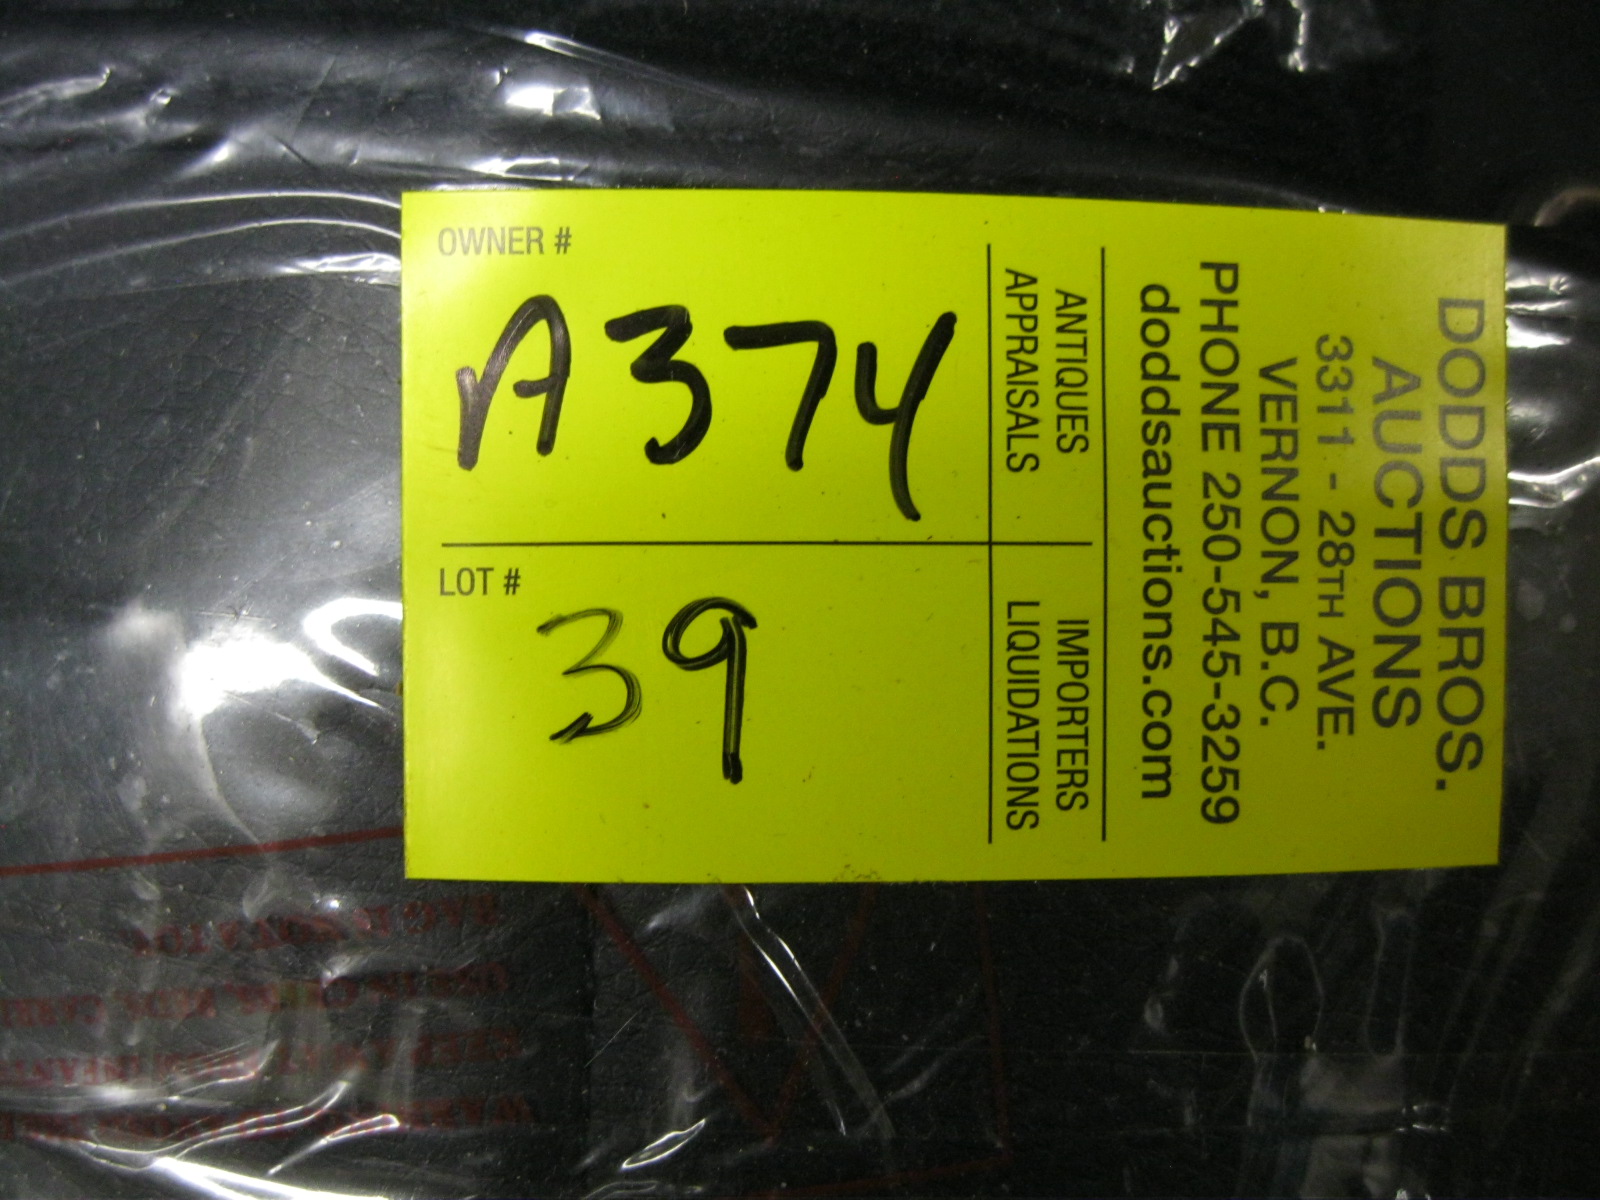 DODDS BROS.
AUCTIONS
3311 - 28TH AVE.
VERNON, B.C.
PHONE 250-545-3259
doddsauctions.com
ANTIQUES
APPRAISALS
IMPORTERS
LIQUIDATIONS
OWNER #
A374
LOT #
39